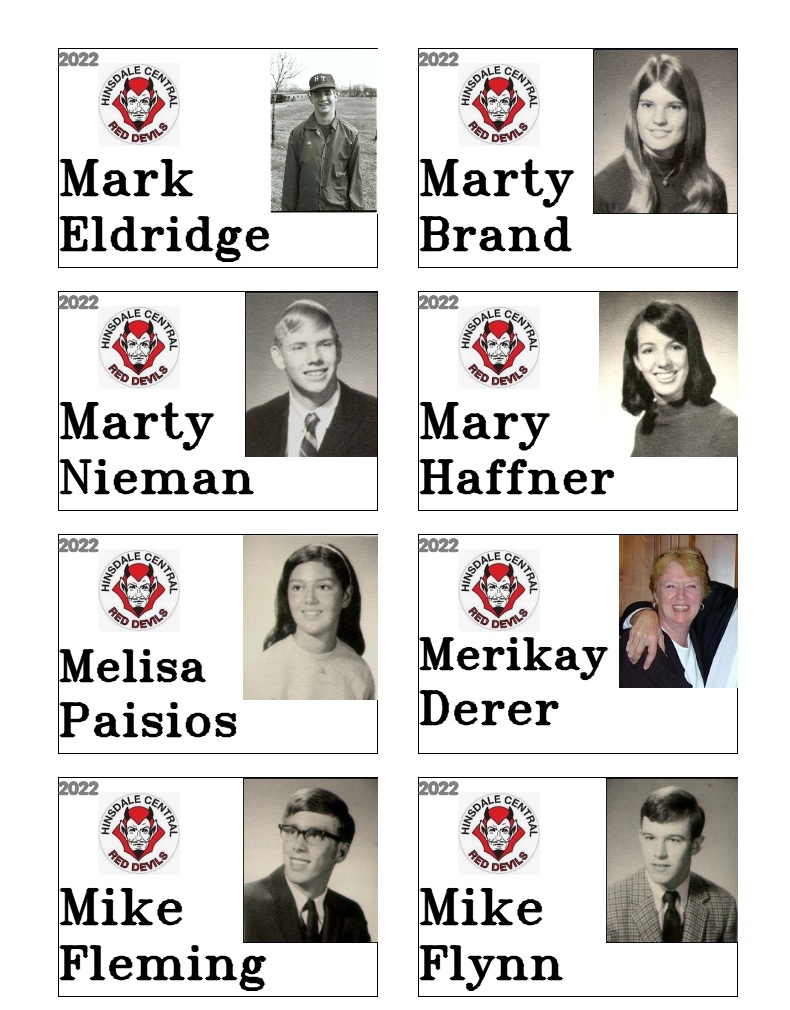 2022
HINSDALE CENTRAL
RED DEVILS
Mark
Eldridge
2022
HINSDALE CENTRAL
RED DEVILS
Marty
Brand
2022
HINSDALE CENTRAL
RED DEVILS
Marty
Nieman
2022
HINSDALE CENTRAL
RED DEVILS
Mary
Haffner
2022
HINSDALE CENTRAL
RED DEVILS
Melisa
Paisios
2022
HINSDALE CENTRAL
RED DEVILS
Merikay
Derer
2022
HINSDALE CENTRAL
RED DEVILS
Mike
Fleming
2022
HINSDALE CENTRAL
RED DEVILS
Mike
Flynn